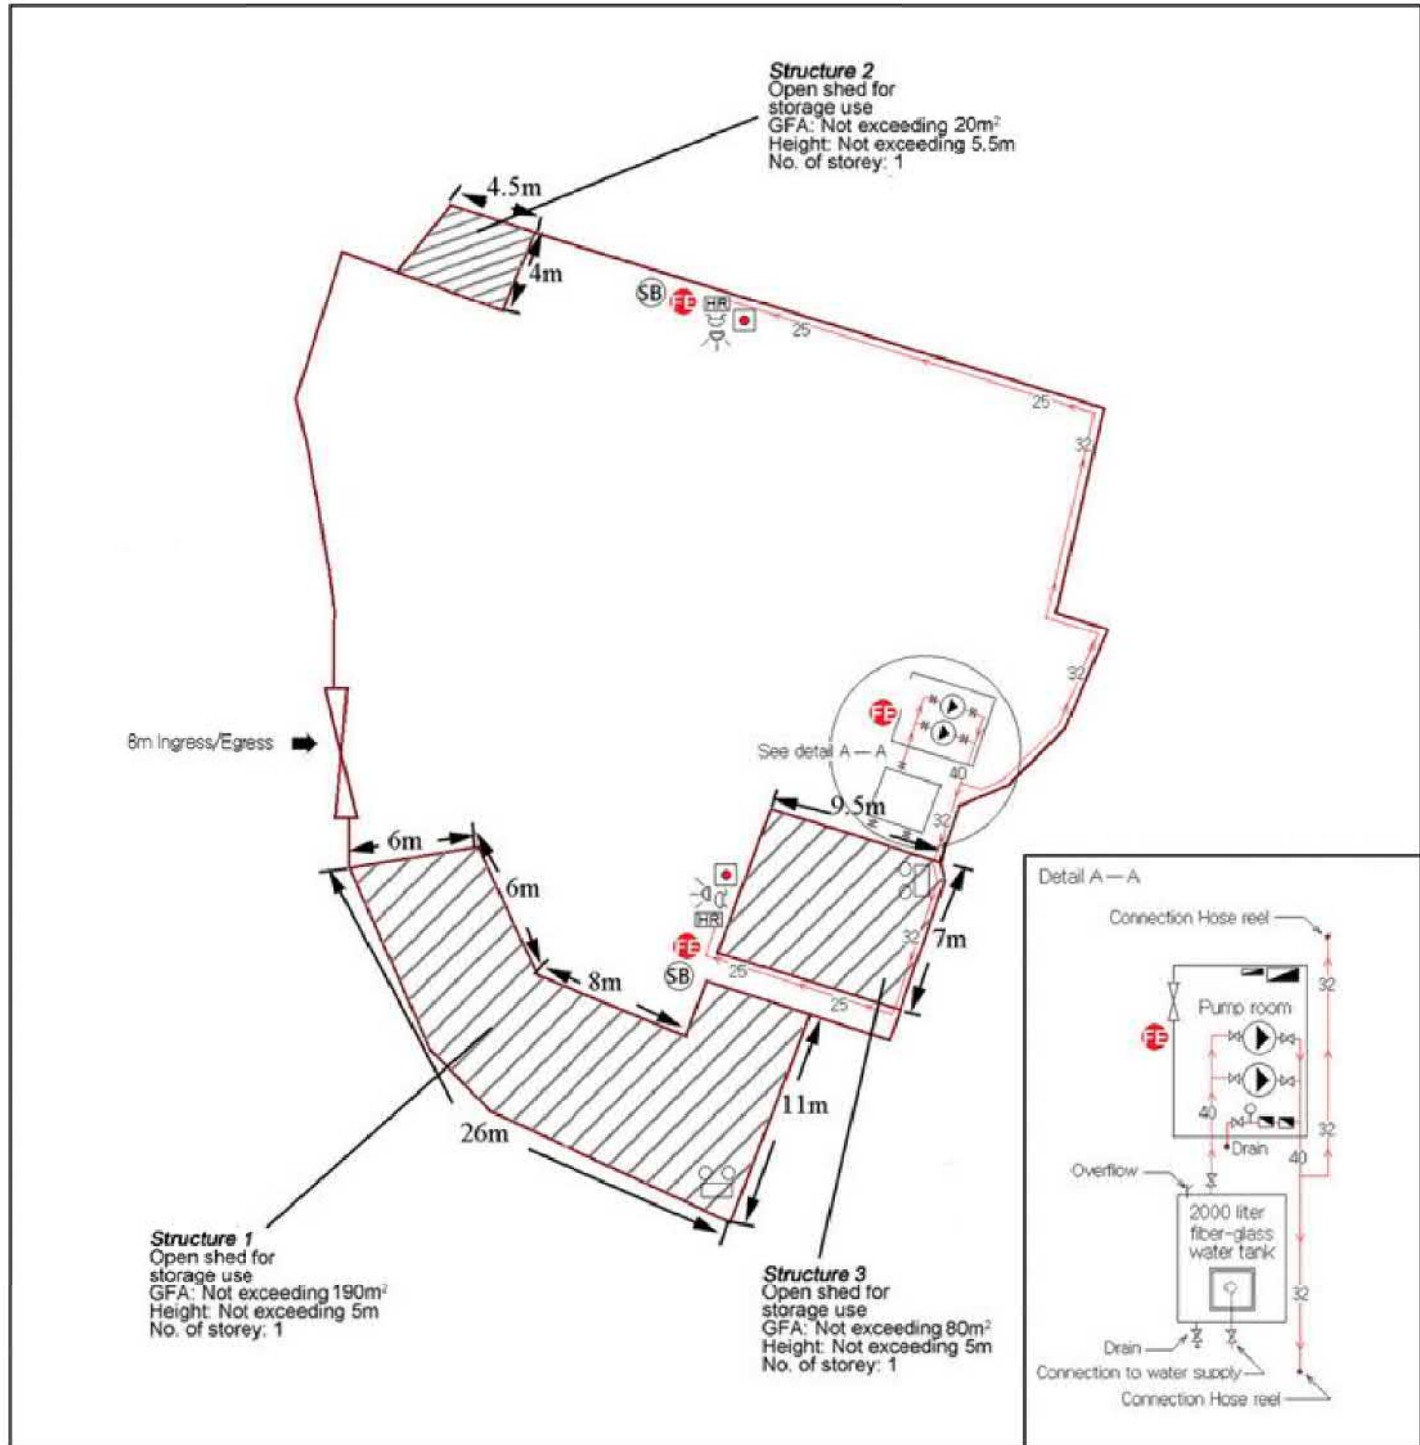 Structure 2
Open shed for
storage use
GFA: Not exceeding 20m²
Height: Not exceeding 5.5m
No. of storey: 1
4.5m
4m
SB
FE
HR
25
25
32
32
6m Ingress/Egress
FE
See detail A — A
40
9.5m
32
6m
6m
HR
FE
SB
8m
32
7m
25
25
11m
26m
Structure 1
Open shed for
storage use
GFA: Not exceeding 190m²
Height: Not exceeding 5m
No. of storey: 1
Structure 3
Open shed for
storage use
GFA: Not exceeding 80m²
Height: Not exceeding 5m
No. of storey: 1
Detail A — A
Connection Hose reel
32
Pump room
FE
40
32
Drain
40
Overflow
2000 liter
fiber-glass
water tank
32
Drain
Connection to water supply
Connection Hose reel